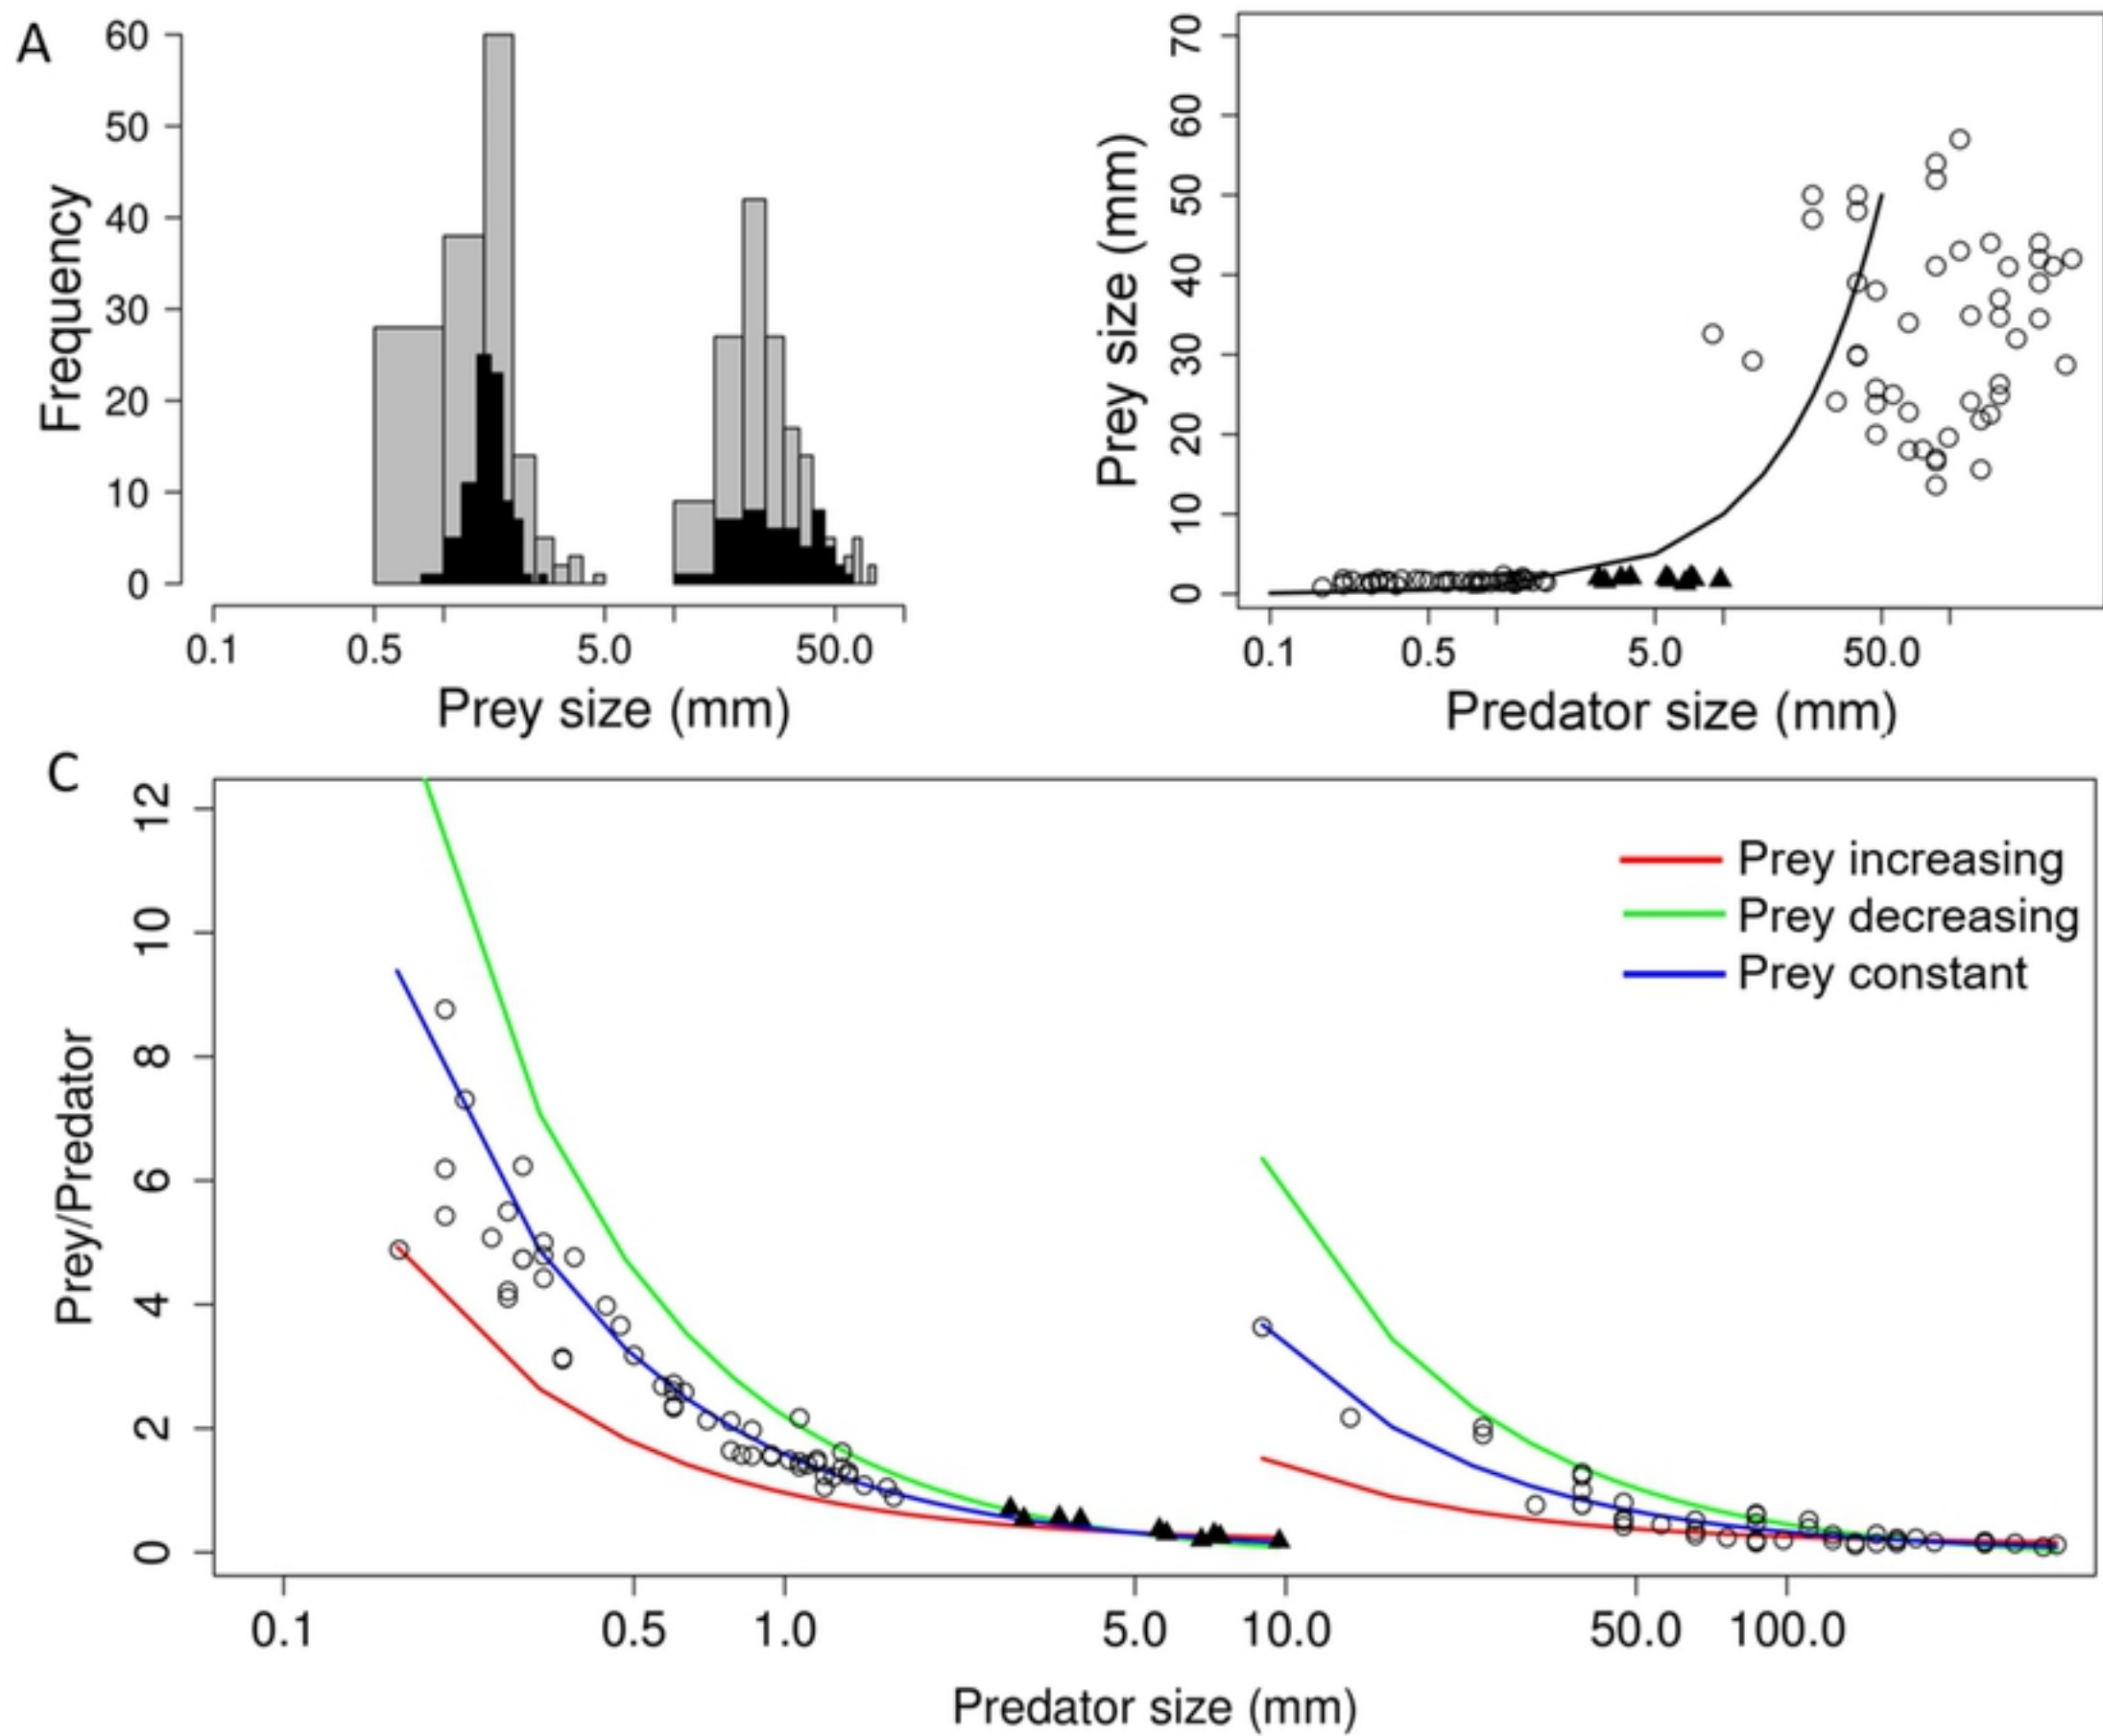 A
60
50
40
30
20
10
0
Frequency
0.1 0.5 5.0 50.0
Prey size (mm)
70
60
50
40
30
20
10
0
Prey size (mm)
0.1 0.5 5.0 50.0
Predator size (mm)
C
12
10
8
6
4
2
0
Prey/Predator
Prey increasing
Prey decreasing
Prey constant
0.1 0.5 1.0 5.0 10.0 50.0 100.0
Predator size (mm)